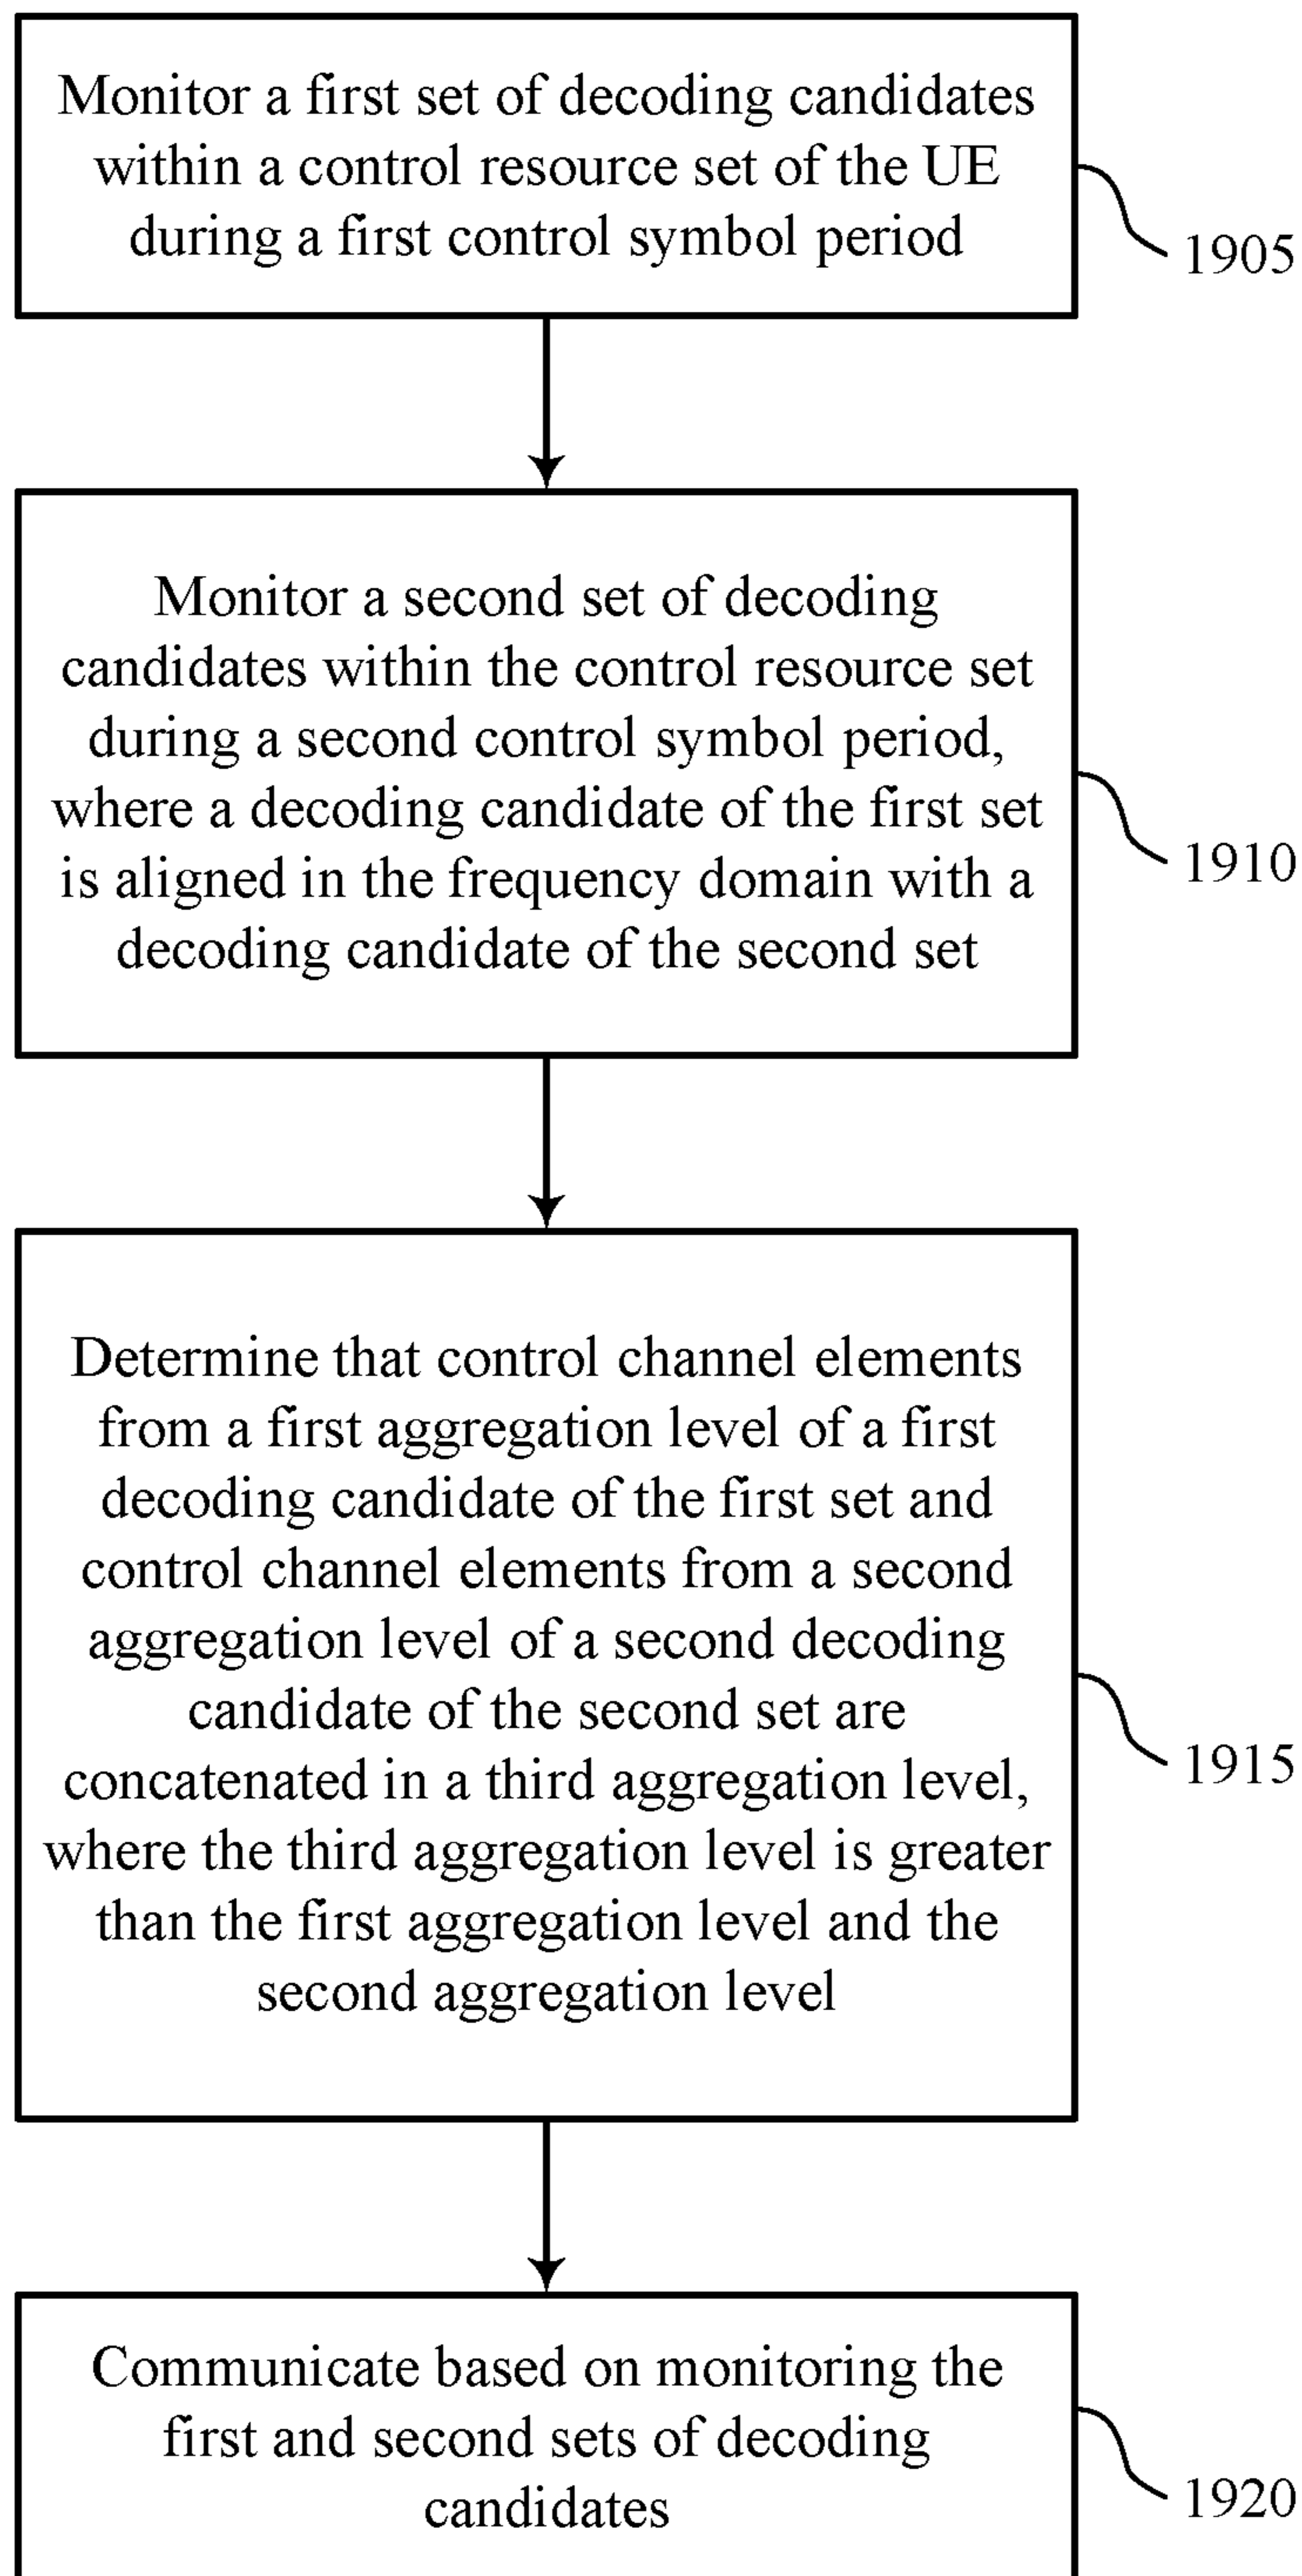 Monitor a first set of decoding candidates
within a control resource set of the UE
during a first control symbol period
1905
Monitor a second set of decoding
candidates within the control resource set
during a second control symbol period,
where a decoding candidate of the first set
is aligned in the frequency domain with a
decoding candidate of the second set
1910
Determine that control channel elements
from a first aggregation level of a first
decoding candidate of the first set and
control channel elements from a second
aggregation level of a second decoding
candidate of the second set are
concatenated in a third aggregation level,
where the third aggregation level is greater
than the first aggregation level and the
second aggregation level
1915
Communicate based on monitoring the
first and second sets of decoding
candidates
1920